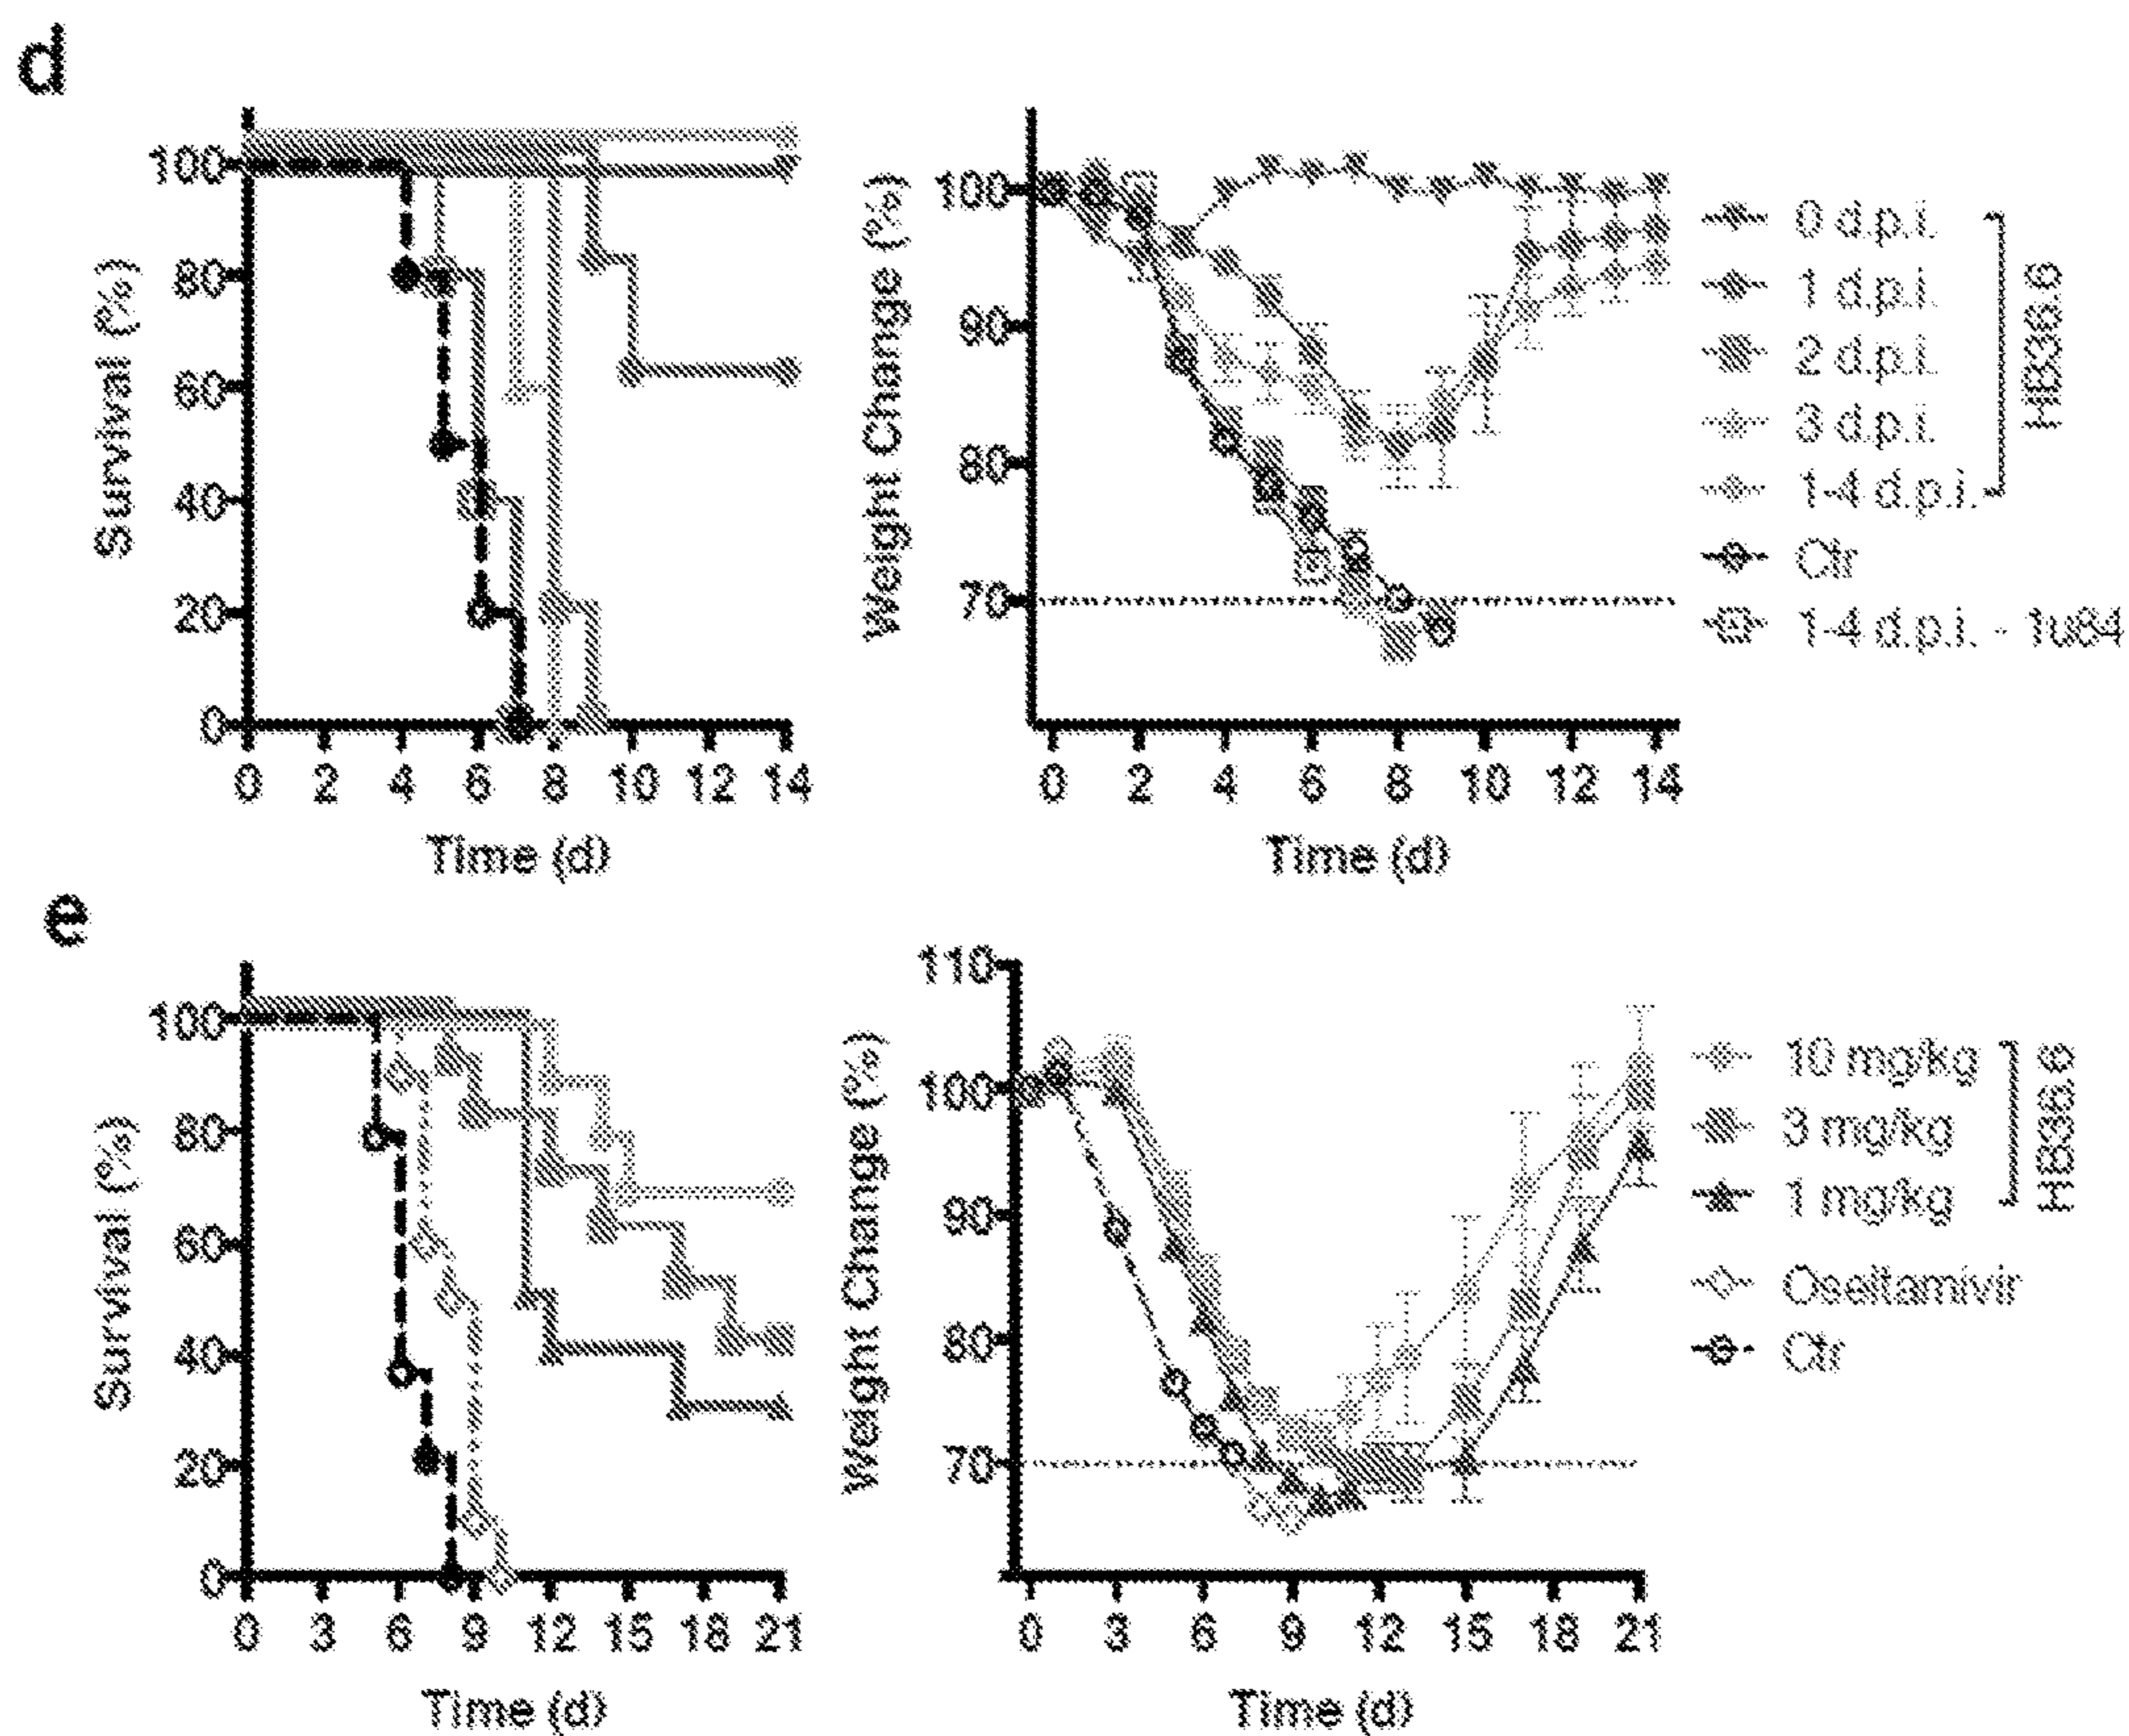 d
Survival (%)
100
80
60
40
20
0
0 2 4 6 8 10 12 14
Time (d)
Weight Change (%)
100
90
80
70
0 2 4 6 8 10 12 14
Time (d)
0 d.p.i.
1 d.p.i.
2 d.p.i.
3 d.p.i.
1-4 d.p.i.
Ctr
1-4 d.p.i. - 1u84
HB36.6
e
Survival (%)
100
80
60
40
20
0
0 3 6 9 12 15 18 21
Time (d)
Weight Change (%)
110
100
90
80
70
0 3 6 9 12 15 18 21
Time (d)
10 mg/kg
3 mg/kg
1 mg/kg
Oseltamivir
Ctr
HB36.6